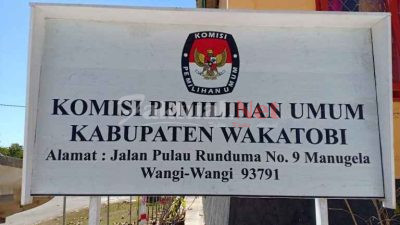 KOMISI
PEMILIHAN UMUM
KOMISI PEMILIHAN UMUM
KABUPATEN WAKATOBI
Alamat : Jalan Pulau Runduma No. 9 Manugela
Wangi-Wangi 93791